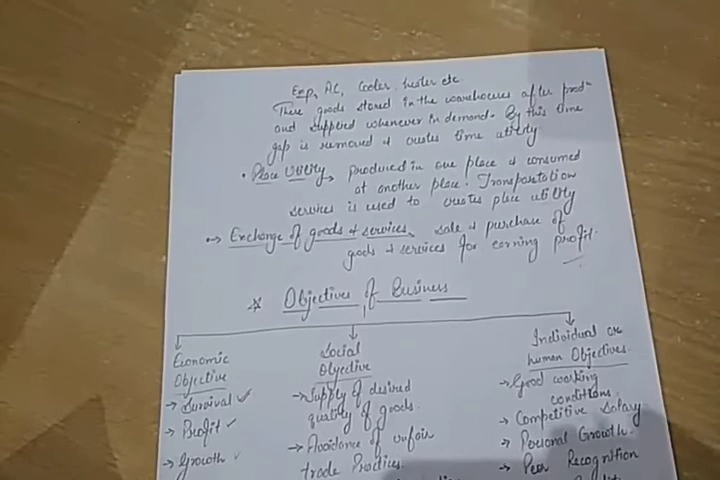 Exp, AC, Cooler, heater etc
These goods stored in the warehouses after prodn
and supplied whenever in demand. By this time
gap is removed & creates time utility
• Place Utility → produced in one place & consumed
at another place. Transportation
services is used to creates place utility
→ Exchange of goods & services, sale & purchase of
goods & services for earning profit.
* Objectives of Business
Economic
Objective
→ Survival ✓
→ Profit ✓
→ Growth ✓
Social
Objective
→ Supply of desired
quality of goods.
→ Avoidance of unfair
trade Practices.
Individual or
human Objectives.
→ Good working
conditions.
→ Competitive Salary
→ Personal Growth.
→ Peer Recognition